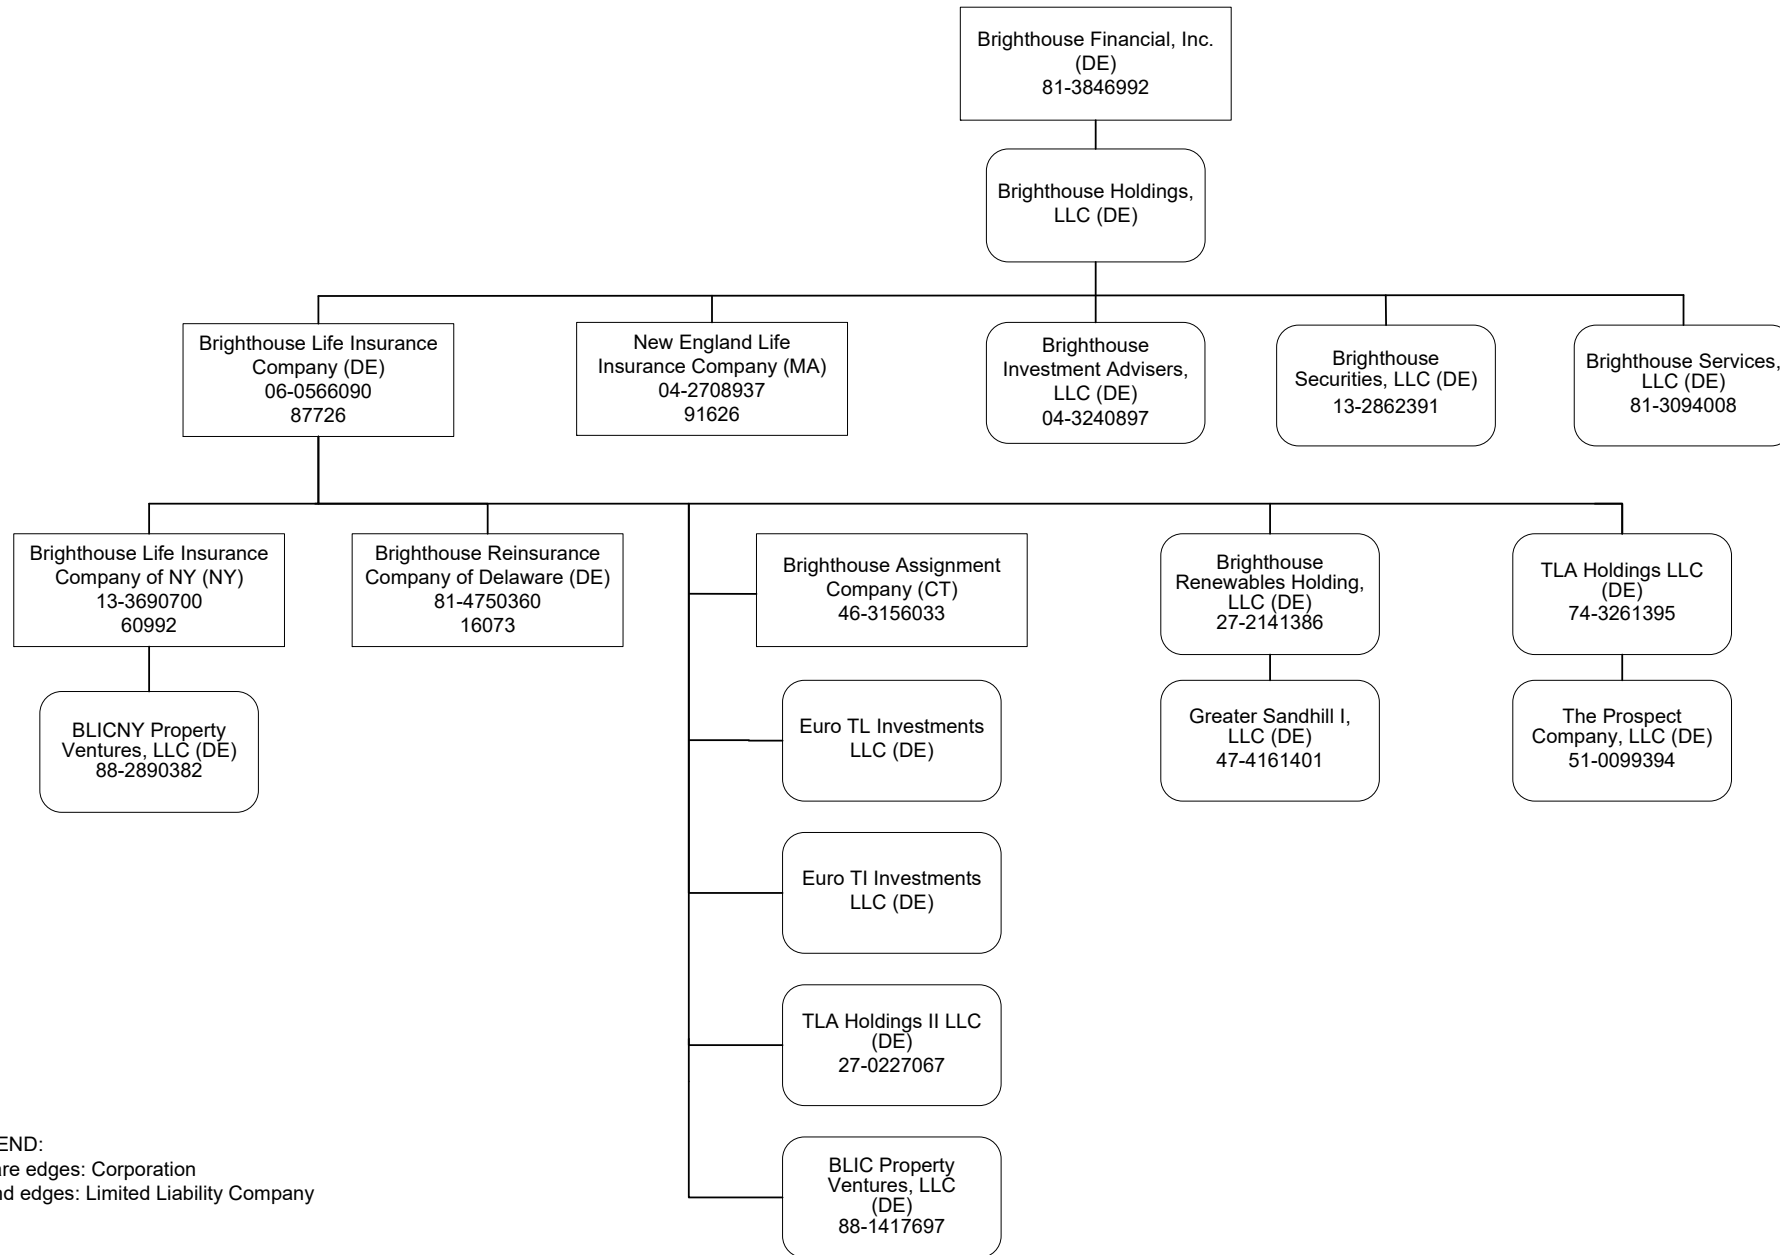 Brighthouse Financial, Inc.
(DE)
81-3846992
Brighthouse Holdings,
LLC (DE)
Brighthouse Life Insurance
Company (DE)
06-0566090
87726
New England Life
Insurance Company (MA)
04-2708937
91626
Brighthouse
Investment Advisers,
LLC (DE)
04-3240897
Brighthouse
Securities, LLC (DE)
13-2862391
Brighthouse Services,
LLC (DE)
81-3094008
Brighthouse Life Insurance
Company of NY (NY)
13-3690700
60992
Brighthouse Reinsurance
Company of Delaware (DE)
81-4750360
16073
Brighthouse Assignment
Company (CT)
46-3156033
Brighthouse
Renewables Holding,
LLC (DE)
27-2141386
TLA Holdings LLC
(DE)
74-3261395
BLICNY Property
Ventures, LLC (DE)
88-2890382
Euro TL Investments
LLC (DE)
Greater Sandhill I,
LLC (DE)
47-4161401
The Prospect
Company, LLC (DE)
51-0099394
Euro TI Investments
LLC (DE)
TLA Holdings II LLC
(DE)
27-0227067
BLIC Property
Ventures, LLC
(DE)
88-1417697
END:
are edges: Corporation
nd edges: Limited Liability Company